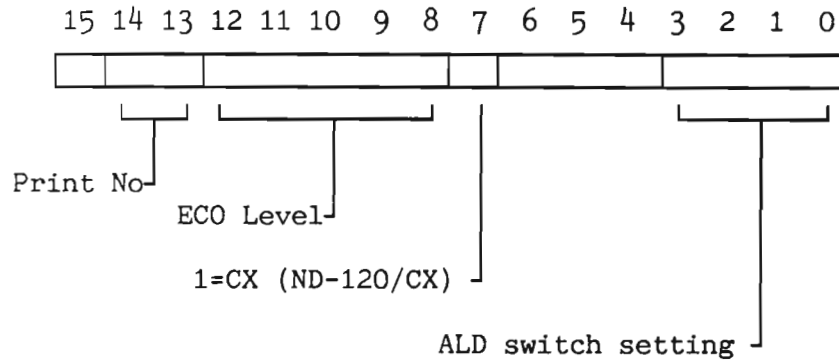 15 14 13 12 11 10 9 8 7 6 5 4 3 2 1 0
Print No
ECO Level
1=CX (ND-120/CX)
ALD switch setting